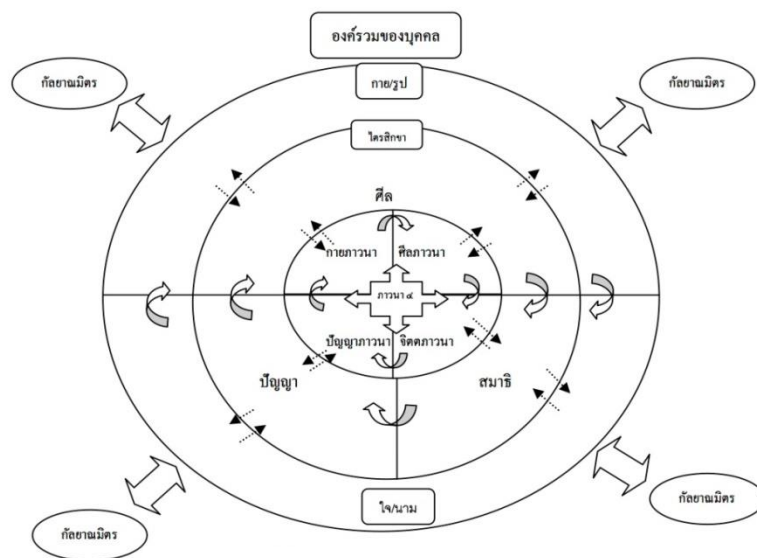 องค์รวมของบุคคล
กัลยาณมิตร
กาย/รูป
กัลยาณมิตร
ไตรสิกขา
ศีล
กายภาวนา
ศีลภาวนา
ภาวนา ๔
ปัญญาภาวนา
จิตตภาวนา
ปัญญา
สมาธิ
ใจ/นาม
กัลยาณมิตร
กัลยาณมิตร